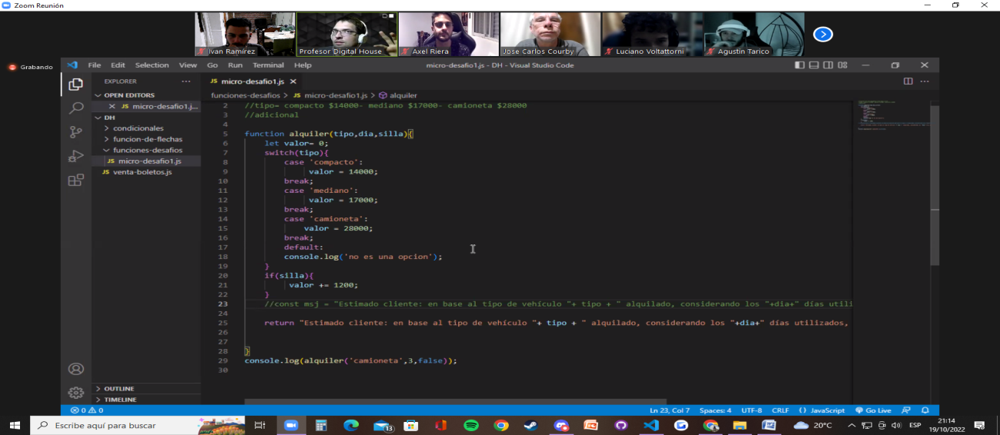 Zoom Reunión
Ivan Ramírez
Profesor Digital House
Axel Riera
Jose Carlos Courby
Luciano Voltattorni
Agustin Tarico
Grabando
File Edit Selection View Go Run Terminal Help
micro-desafio1.js - DH - Visual Studio Code
EXPLORER
OPEN EDITORS
JS micro-desafio1.j...
DH
condicionales
funcion-de-flechas
funciones-desafios
JS micro-desafio1.js
JS venta-boletos.js
OUTLINE
TIMELINE
JS micro-desafio1.js
funciones-desafios > JS micro-desafio1.js > alquiler
2 //tipo= compacto $14000- mediano $17000- camioneta $28000
3 //adicional
4
5 function alquiler(tipo,dia,silla){
6 let valor= 0;
7 switch(tipo){
8 case 'compacto':
9 valor = 14000;
10 break;
11 case 'mediano':
12 valor = 17000;
13 break;
14 case 'camioneta':
15 valor = 28000;
16 break;
17 default:
18 console.log('no es una opcion');
19 }
20 if(silla){
21 valor += 1200;
22 }
23 //const msj = "Estimado cliente: en base al tipo de vehículo "+ tipo + " alquilado, considerando los "+dia+" días utili
24
25 return "Estimado cliente: en base al tipo de vehículo "+ tipo + " alquilado, considerando los "+dia+" días utilizados,
26
27
28 }
29 console.log(alquiler('camioneta',3,false));
30
0 0
Ln 23, Col 7 Spaces: 4 UTF-8 CRLF JavaScript Go Live
Escribe aquí para buscar
13
20°C
ESP
21:14
19/10/2022